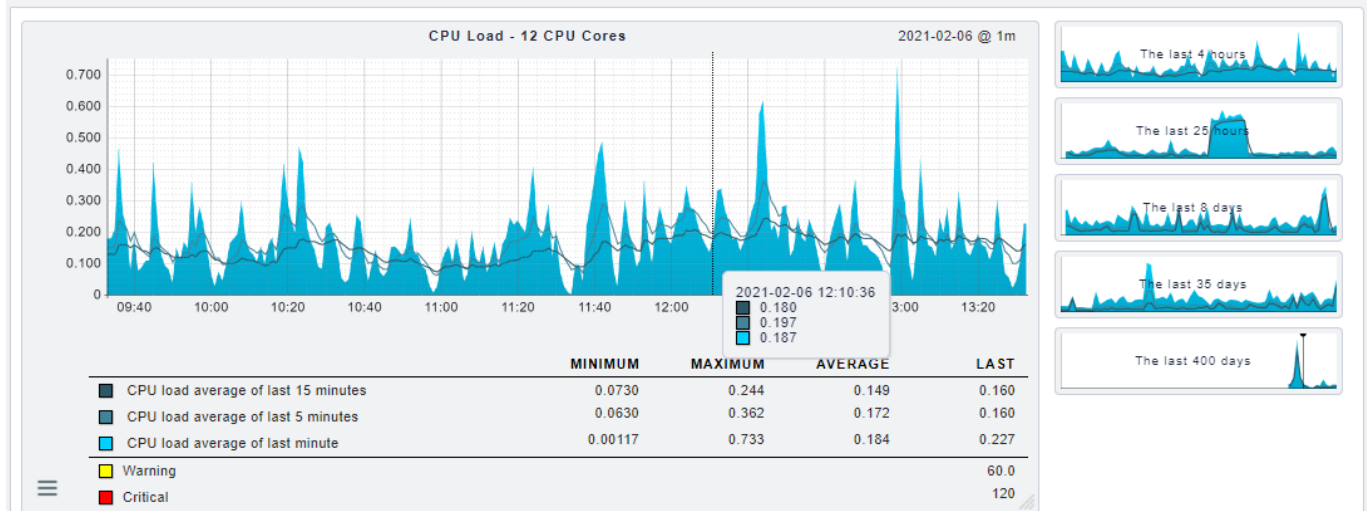 CPU Load - 12 CPU Cores 2021-02-06 @ 1m
0.700
0.600
0.500
0.400
0.300
0.200
0.100
0
09:40 10:00 10:20 10:40 11:00 11:20 11:40 12:00 3:00 13:20
2021-02-06 12:10:36
0.180
0.197
0.187
MINIMUM MAXIMUM AVERAGE LAST
CPU load average of last 15 minutes 0.0730 0.244 0.149 0.160
CPU load average of last 5 minutes 0.0630 0.362 0.172 0.160
CPU load average of last minute 0.00117 0.733 0.184 0.227
Warning 60.0
Critical 120
The last 4 hours
The last 25 hours
The last 8 days
The last 35 days
The last 400 days